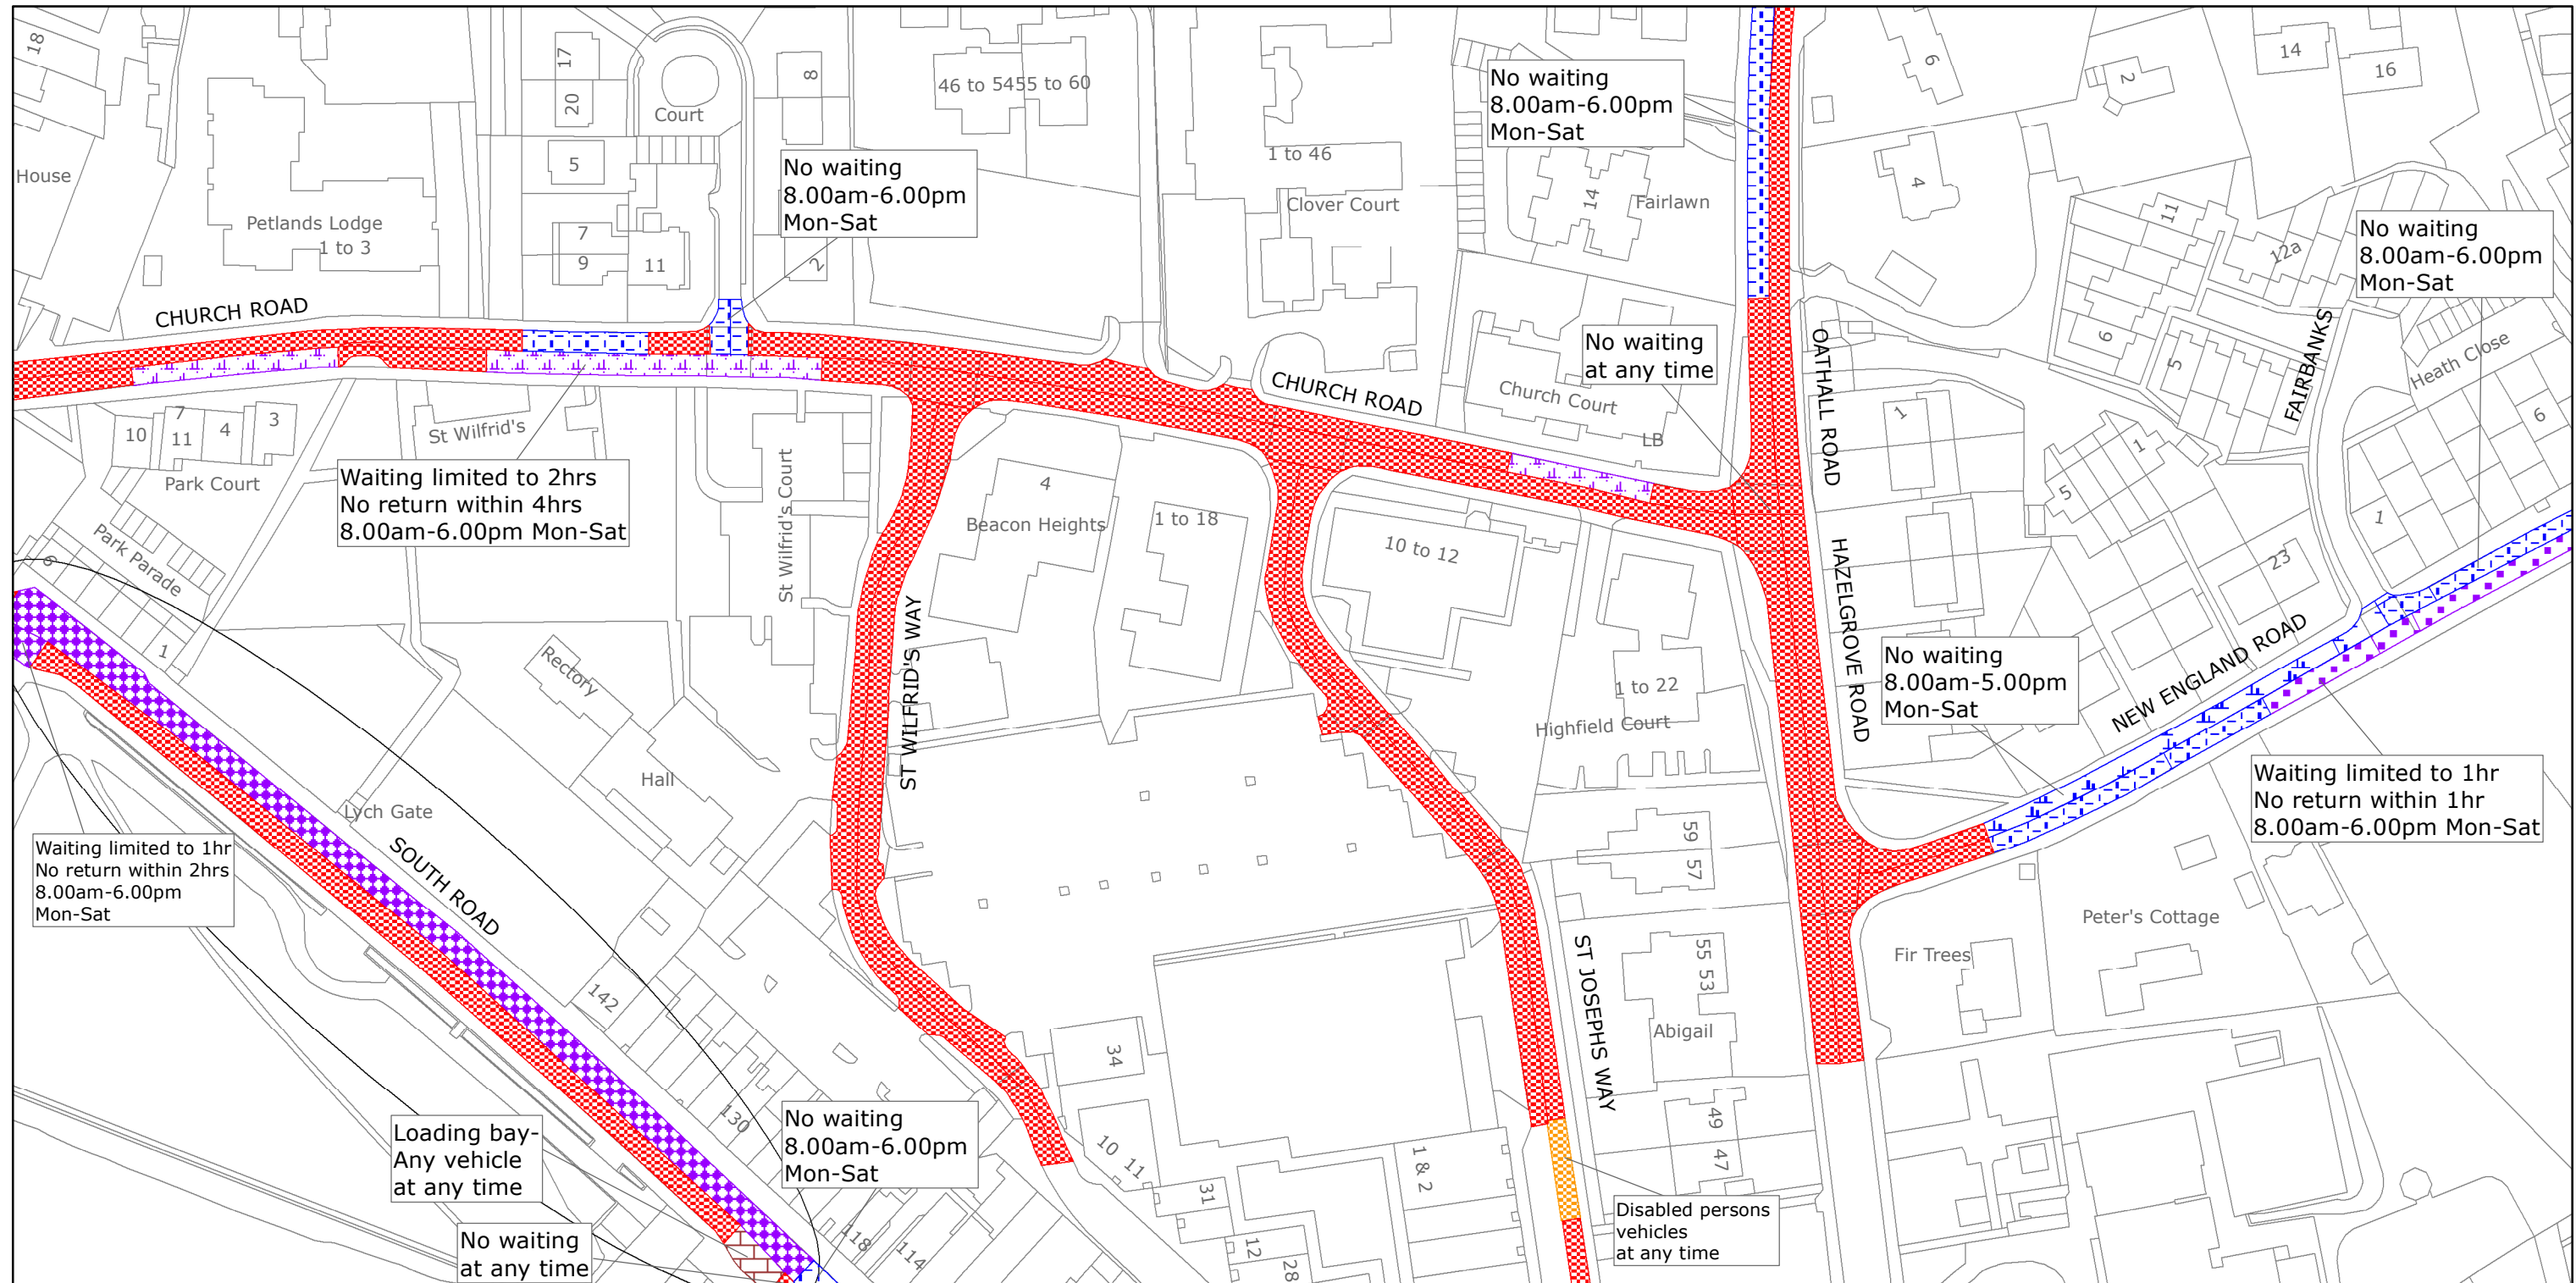 18
17
20
Court
8
46 to 54
55 to 60
No waiting
8.00am-6.00pm
Mon-Sat
6
2
14
16
House
5
No waiting
8.00am-6.00pm
Mon-Sat
1 to 46
Clover Court
14
Fairlawn
4
11
12a
No waiting
8.00am-6.00pm
Mon-Sat
Petlands Lodge
1 to 3
7
9
11
2
CHURCH ROAD
No waiting
at any time
OATHALL ROAD
6
5
FAIRBANKS
Heath Close
6
CHURCH ROAD
Church Court
LB
1
10
7
11
4
3
St Wilfrid's
Park Court
Waiting limited to 2hrs
No return within 4hrs
8.00am-6.00pm Mon-Sat
St Wilfrid's Court
4
Beacon Heights
1 to 18
10 to 12
1
5
1
23
Park Parade
6
1
Rectory
ST WILFRID'S WAY
1 to 22
Highfield Court
HAZELGROVE ROAD
No waiting
8.00am-5.00pm
Mon-Sat
NEW ENGLAND ROAD
Hall
Lych Gate
SOUTH ROAD
Waiting limited to 1hr
No return within 2hrs
8.00am-6.00pm
Mon-Sat
Waiting limited to 1hr
No return within 1hr
8.00am-6.00pm Mon-Sat
59
57
Peter's Cottage
Fir Trees
ST JOSEPHS WAY
55 53
Abigail
142
34
130
49
47
Loading bay-
Any vehicle
at any time
No waiting
8.00am-6.00pm
Mon-Sat
10 11
31
1 & 2
No waiting
at any time
118
114
12
28
Disabled persons
vehicles
at any time